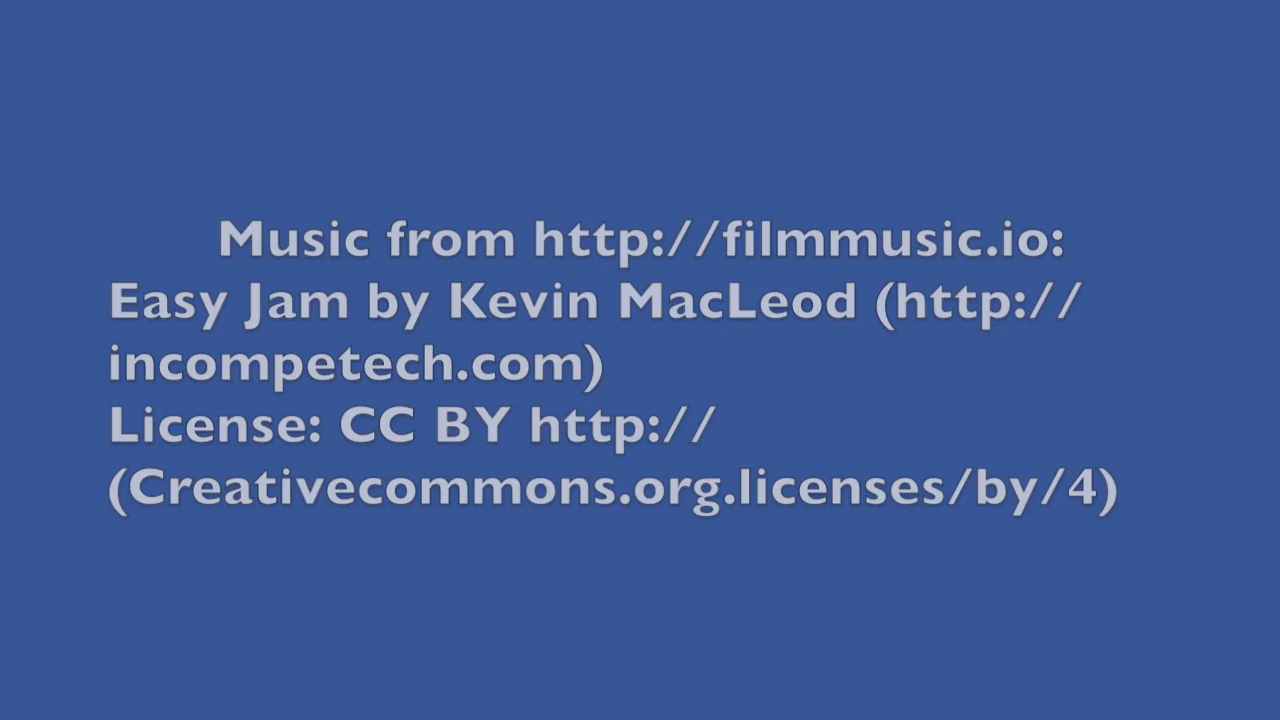 Music from http://filmmusic.io:
Easy Jam by Kevin MacLeod (http://
incompetech.com)
License: CC BY http://
(Creativecommons.org.licenses/by/4)